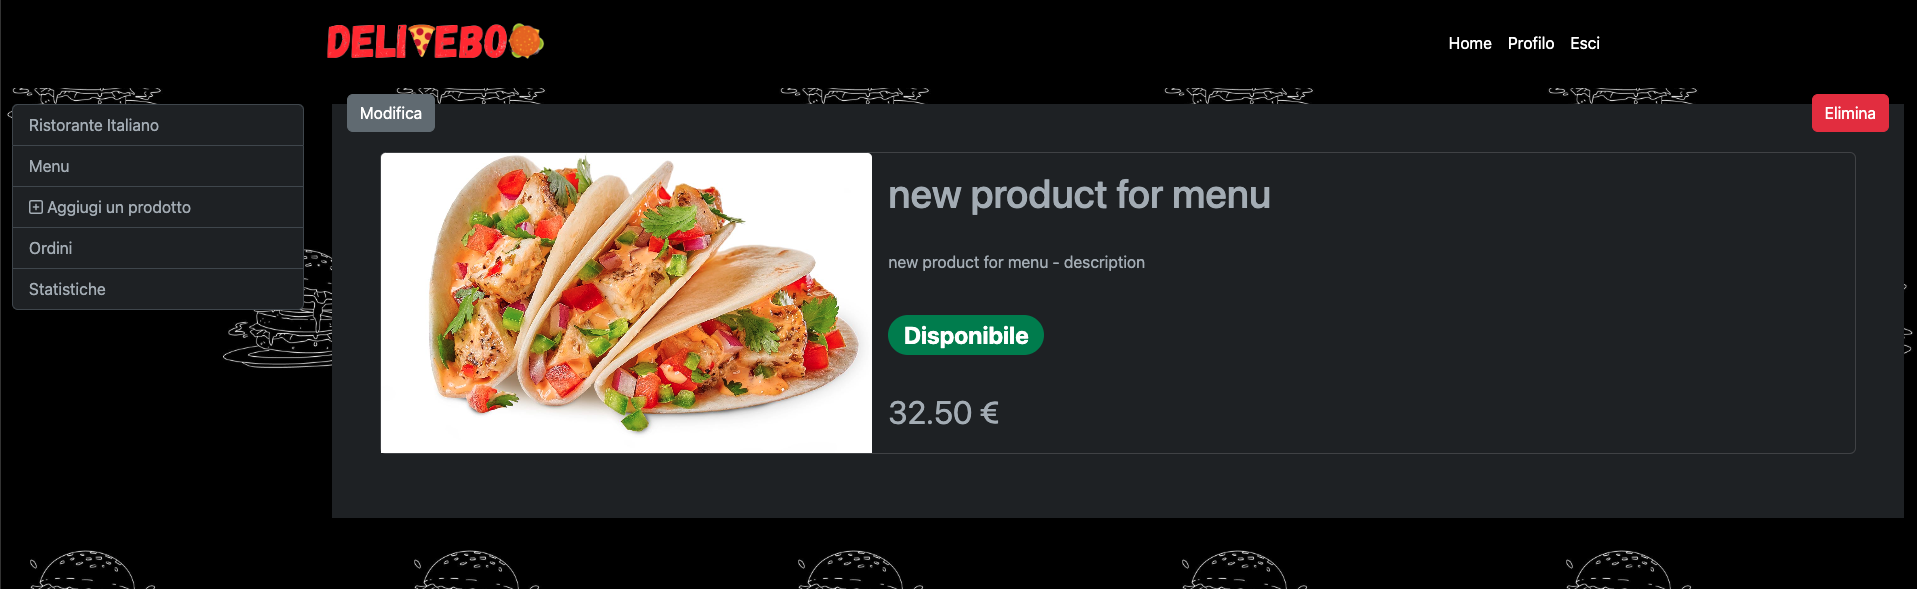 DELIVEBOO
Home Profilo Esci
Modifica
Elimina
Ristorante Italiano
Menu
Aggiugi un prodotto
Ordini
Statistiche
new product for menu
new product for menu - description
Disponibile
32.50 €